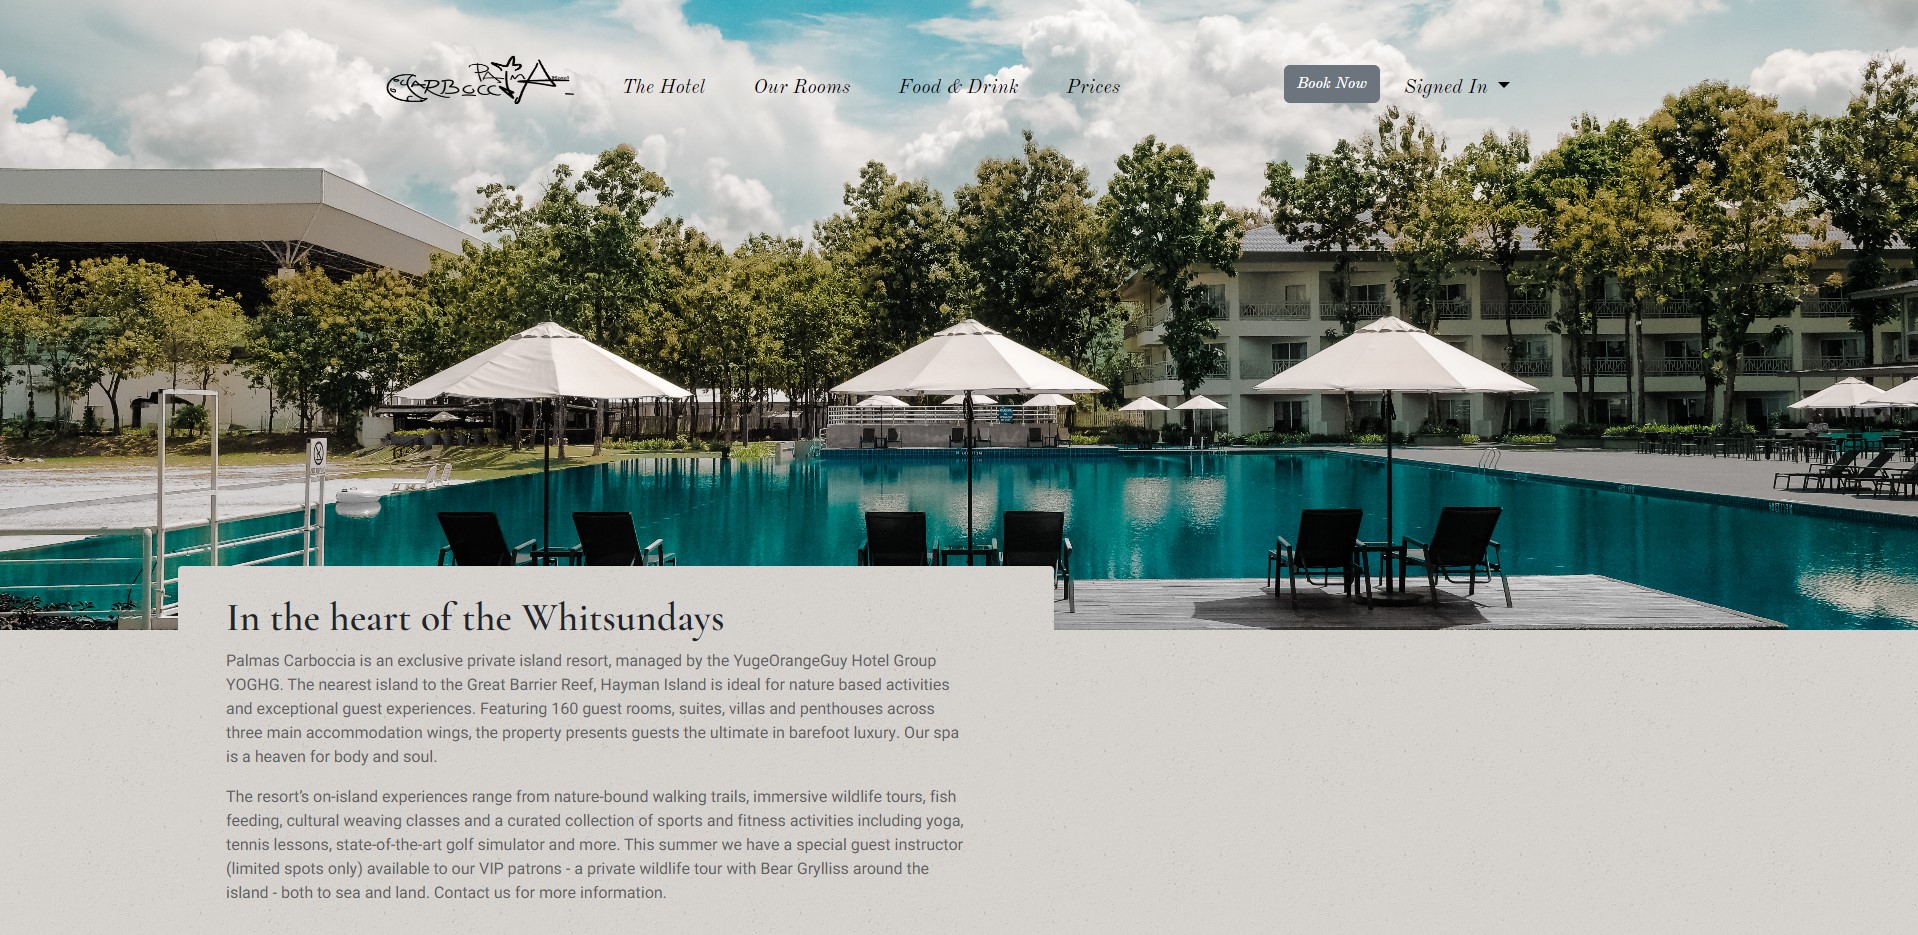 CARBOCCIA PALMA Hotel
The Hotel
Our Rooms
Food & Drink
Prices
Book Now
Signed In
In the heart of the Whitsundays
Palmas Carboccia is an exclusive private island resort, managed by the YugeOrangeGuy Hotel Group
YOGHG. The nearest island to the Great Barrier Reef, Hayman Island is ideal for nature based activities
and exceptional guest experiences. Featuring 160 guest rooms, suites, villas and penthouses across
three main accommodation wings, the property presents guests the ultimate in barefoot luxury. Our spa
is a heaven for body and soul.
The resort's on-island experiences range from nature-bound walking trails, immersive wildlife tours, fish
feeding, cultural weaving classes and a curated collection of sports and fitness activities including yoga,
tennis lessons, state-of-the-art golf simulator and more. This summer we have a special guest instructor
(limited spots only) available to our VIP patrons - a private wildlife tour with Bear Grylliss around the
island - both to sea and land. Contact us for more information.